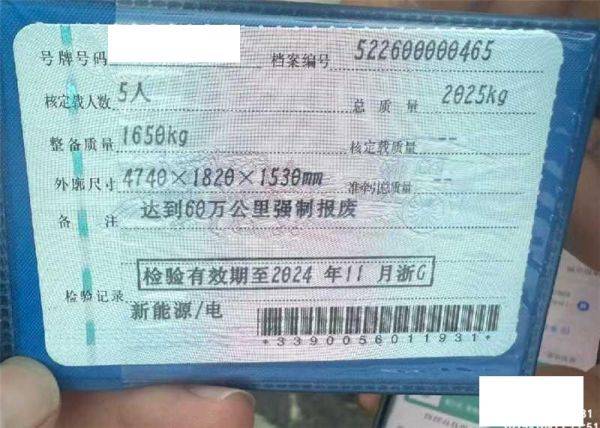 号牌号码 档案编号 522600000465
核定载人数 5人 总质量 2025kg
整备质量 1650kg 核定载质量 --
外廓尺寸 4740×1820×1530mm 准牵引总质量 --
备注 达到60万公里强制报废
检验记录 检验有效期至2024 年11 月浙G
新能源/电
*3390056011931*